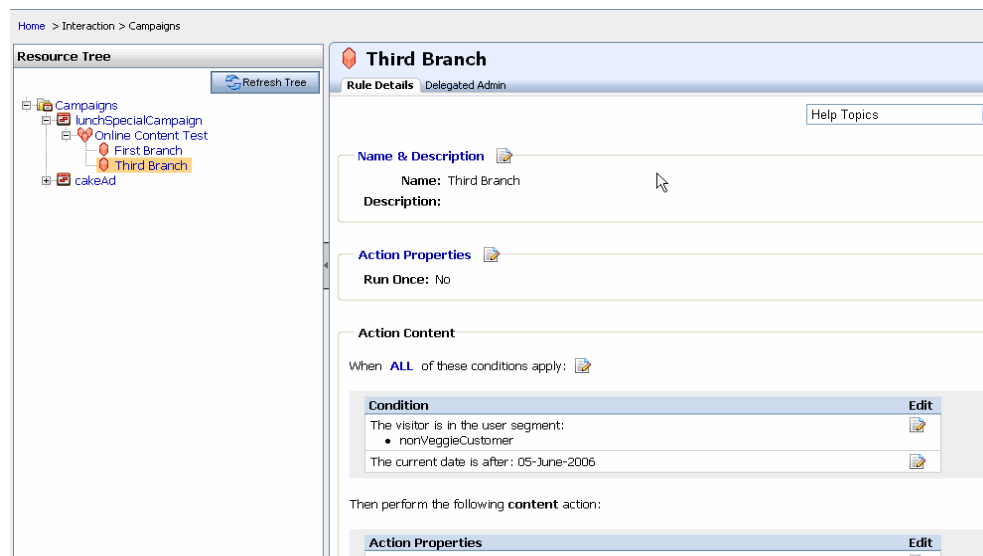 Home > Interaction > Campaigns
Resource Tree
Refresh Tree
Campaigns
lunchSpecialCampaign
Online Content Test
First Branch
Third Branch
cakeAd
Third Branch
Rule Details Delegated Admin
Help Topics
Name & Description
Name: Third Branch
Description:
Action Properties
Run Once: No
Action Content
When ALL of these conditions apply:
Condition Edit
The visitor is in the user segment:
• nonVeggieCustomer
The current date is after: 05-June-2006
Then perform the following content action:
Action Properties Edit